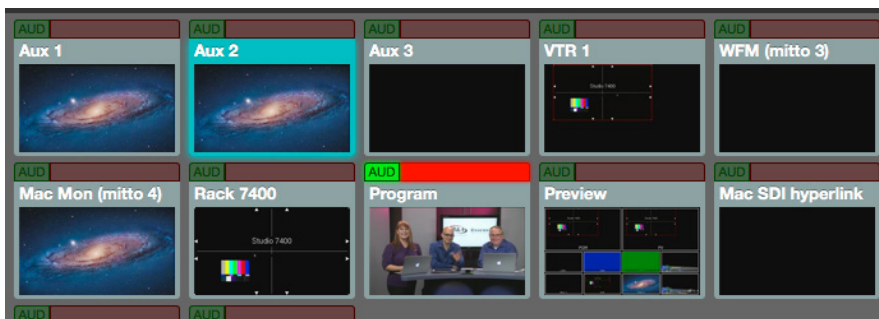 AUD AUD AUD AUD AUD
Aux 1 Aux 2 Aux 3 VTR 1 WFM (mitto 3)
Studio 7400
AUD AUD AUD AUD AUD
Mac Mon (mitto 4) Rack 7400 Program Preview Mac SDI hyperlink
Studio 7400
AUD AUD